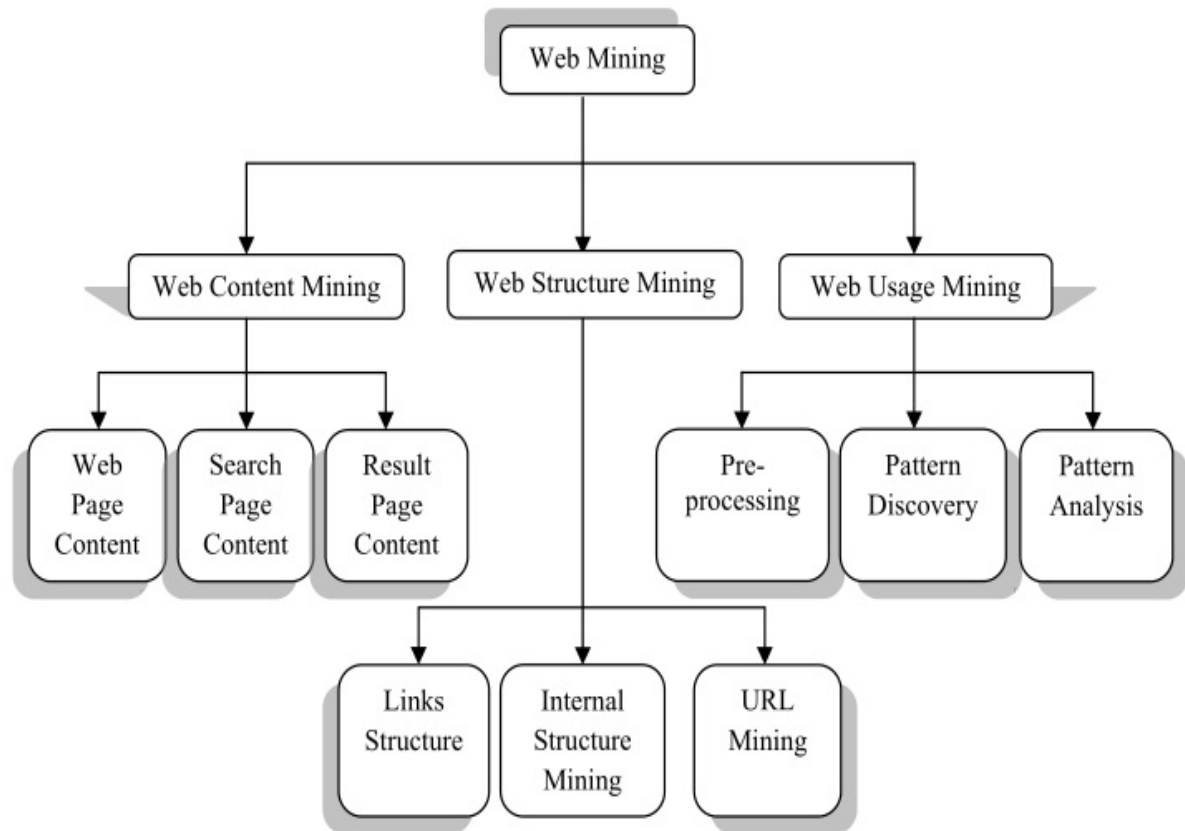 Web Mining
Web Content Mining
Web Structure Mining
Web Usage Mining
Web
Page
Content
Search
Page
Content
Result
Page
Content
Pre-
processing
Pattern
Discovery
Pattern
Analysis
Links
Structure
Internal
Structure
Mining
URL
Mining